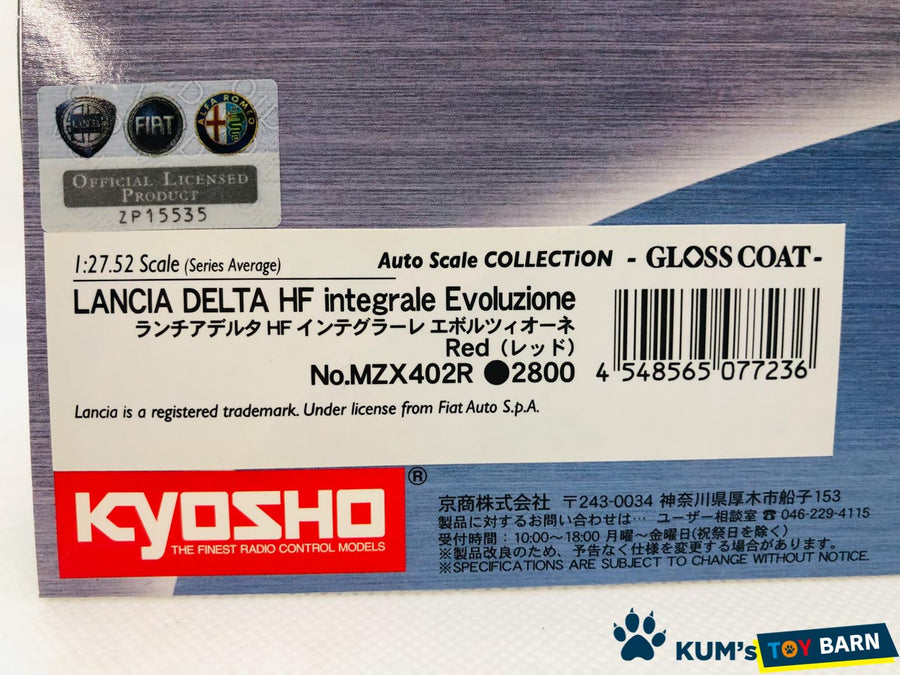 LANCIA
FIAT
ALFA ROMEO
OFFICIAL LICENSED
PRODUCT
ZP15535
1:27.52 Scale (Series Average)
Auto Scale COLLECTiON - GLOSS COAT -
LANCIA DELTA HF integrale Evoluzione
ランチアデルタ HF インテグラーレ エボルツィオーネ
Red（レッド）
No.MZX402R ●2800
4 548565 077236
Lancia is a registered trademark. Under license from Fiat Auto S.p.A.
KYOSHO ®
THE FINEST RADIO CONTROL MODELS
京商株式会社 〒243-0034 神奈川県厚木市船子153
製品に対するお問い合わせは… ユーザー相談室 ☎ 046-229-4115
受付時間：10:00〜18:00 月曜〜金曜日(祝祭日を除く)
※製品改良のため、予告なく仕様を変更する場合があります。
※SPECIFICATIONS ARE SUBJECT TO CHANGE WITHOUT NOTICE.
KUM's TOY BARN